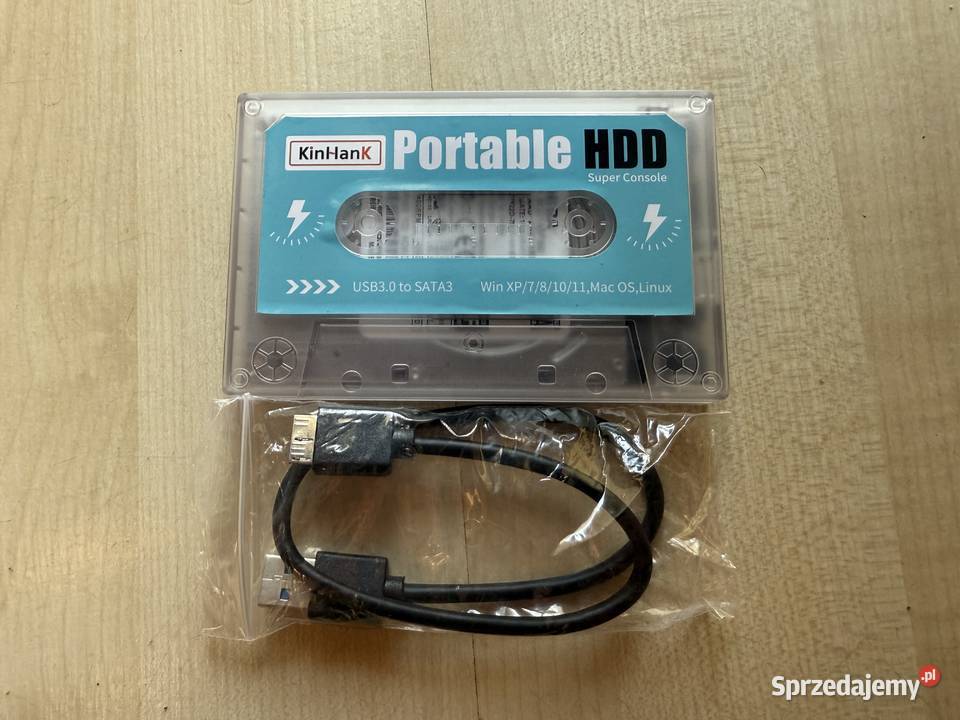 KinHanK Portable HDD
Super Console
USB3.0 to SATA3 Win XP/7/8/10/11,Mac OS,Linux
Sprzedajemy.pl